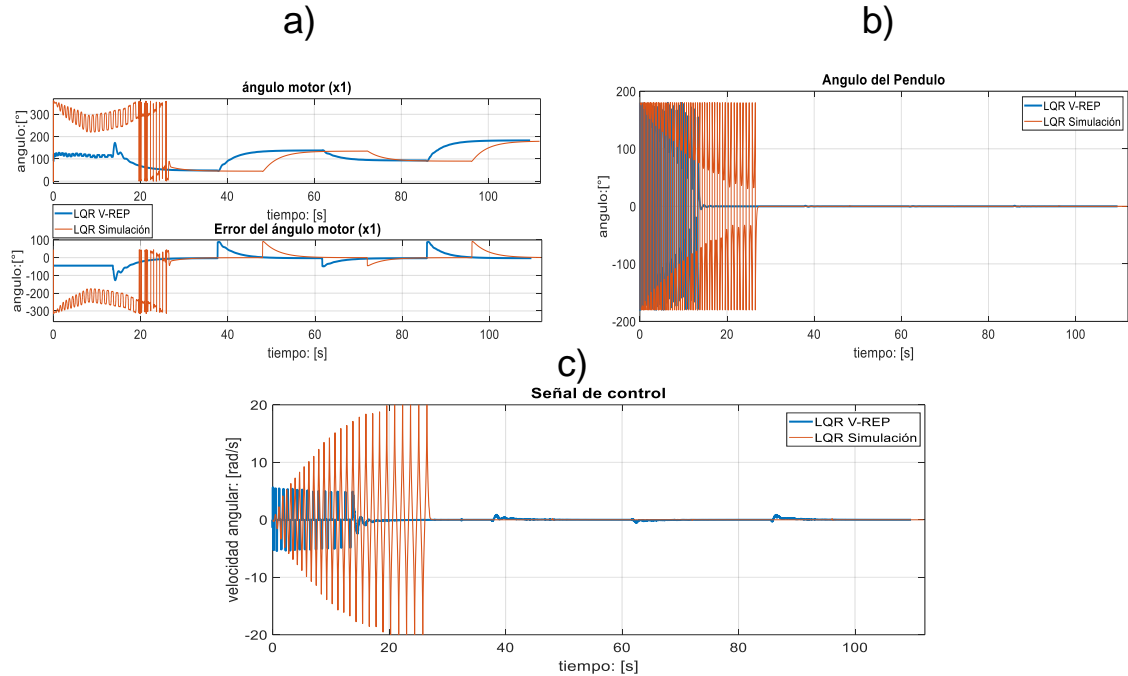 a)
b)
ángulo motor (x1)
angulo:[°]
300
200
100
0
0
20
40
60
80
100
tiempo: [s]
LQR V-REP
LQR Simulación
Error del ángulo motor (x1)
angulo:[°]
100
0
-100
-200
-300
0
20
40
60
80
100
tiempo: [s]
Angulo del Pendulo
LQR V-REP
LQR Simulación
angulo:[°]
200
100
0
-100
-200
0
20
40
60
80
100
tiempo: [s]
c)
Señal de control
LQR V-REP
LQR Simulación
velocidad angular: [rad/s]
20
10
0
-10
-20
0
20
40
60
80
100
tiempo: [s]